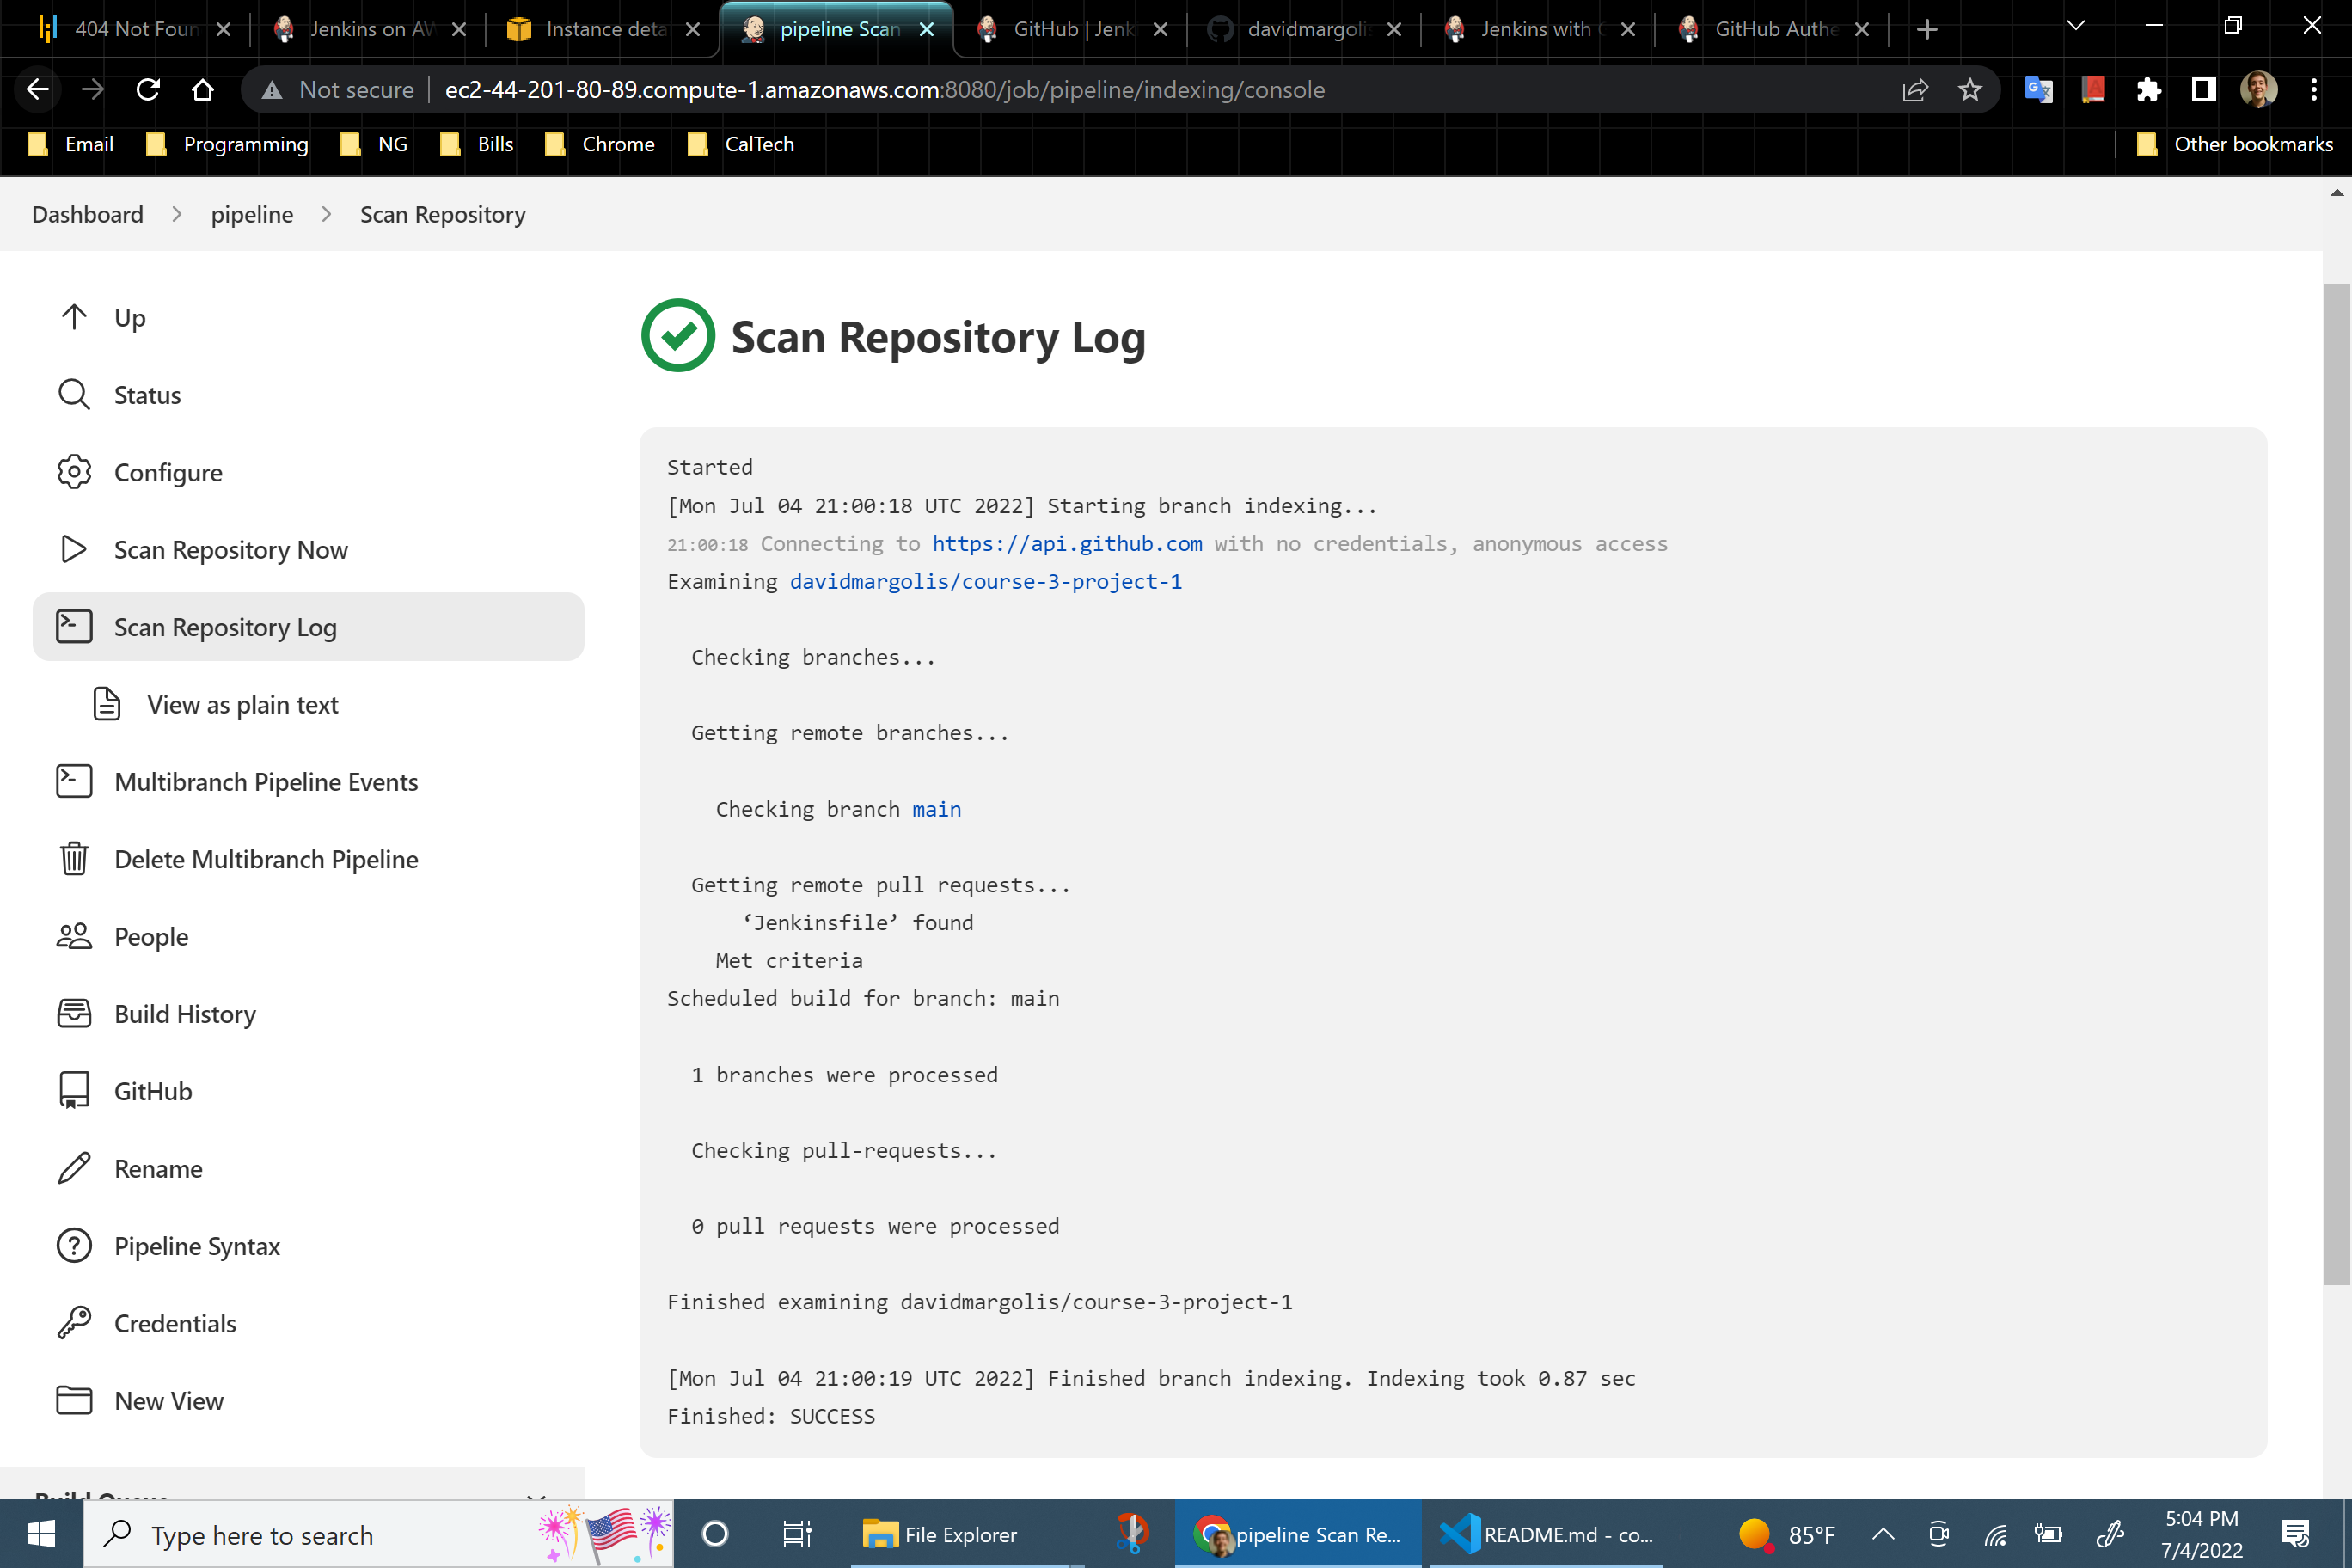 404 Not Foun
Jenkins on AW
Instance deta
pipeline Scan
GitHub | Jenk
davidmargolis
Jenkins with
GitHub Authe
Not secure
ec2-44-201-80-89.compute-1.amazonaws.com:8080/job/pipeline/indexing/console
Email
Programming
NG
Bills
Chrome
CalTech
Other bookmarks
Dashboard
pipeline
Scan Repository
Up
Status
Configure
Scan Repository Now
Scan Repository Log
View as plain text
Multibranch Pipeline Events
Delete Multibranch Pipeline
People
Build History
GitHub
Rename
Pipeline Syntax
Credentials
New View
Build Queue
Scan Repository Log
Started
[Mon Jul 04 21:00:18 UTC 2022] Starting branch indexing...
21:00:18 Connecting to https://api.github.com with no credentials, anonymous access
Examining davidmargolis/course-3-project-1
Checking branches...
Getting remote branches...
Checking branch main
Getting remote pull requests...
‘Jenkinsfile’ found
Met criteria
Scheduled build for branch: main
1 branches were processed
Checking pull-requests...
0 pull requests were processed
Finished examining davidmargolis/course-3-project-1
[Mon Jul 04 21:00:19 UTC 2022] Finished branch indexing. Indexing took 0.87 sec
Finished: SUCCESS
Type here to search
File Explorer
pipeline Scan Re...
README.md - co...
85°F
5:04 PM
7/4/2022